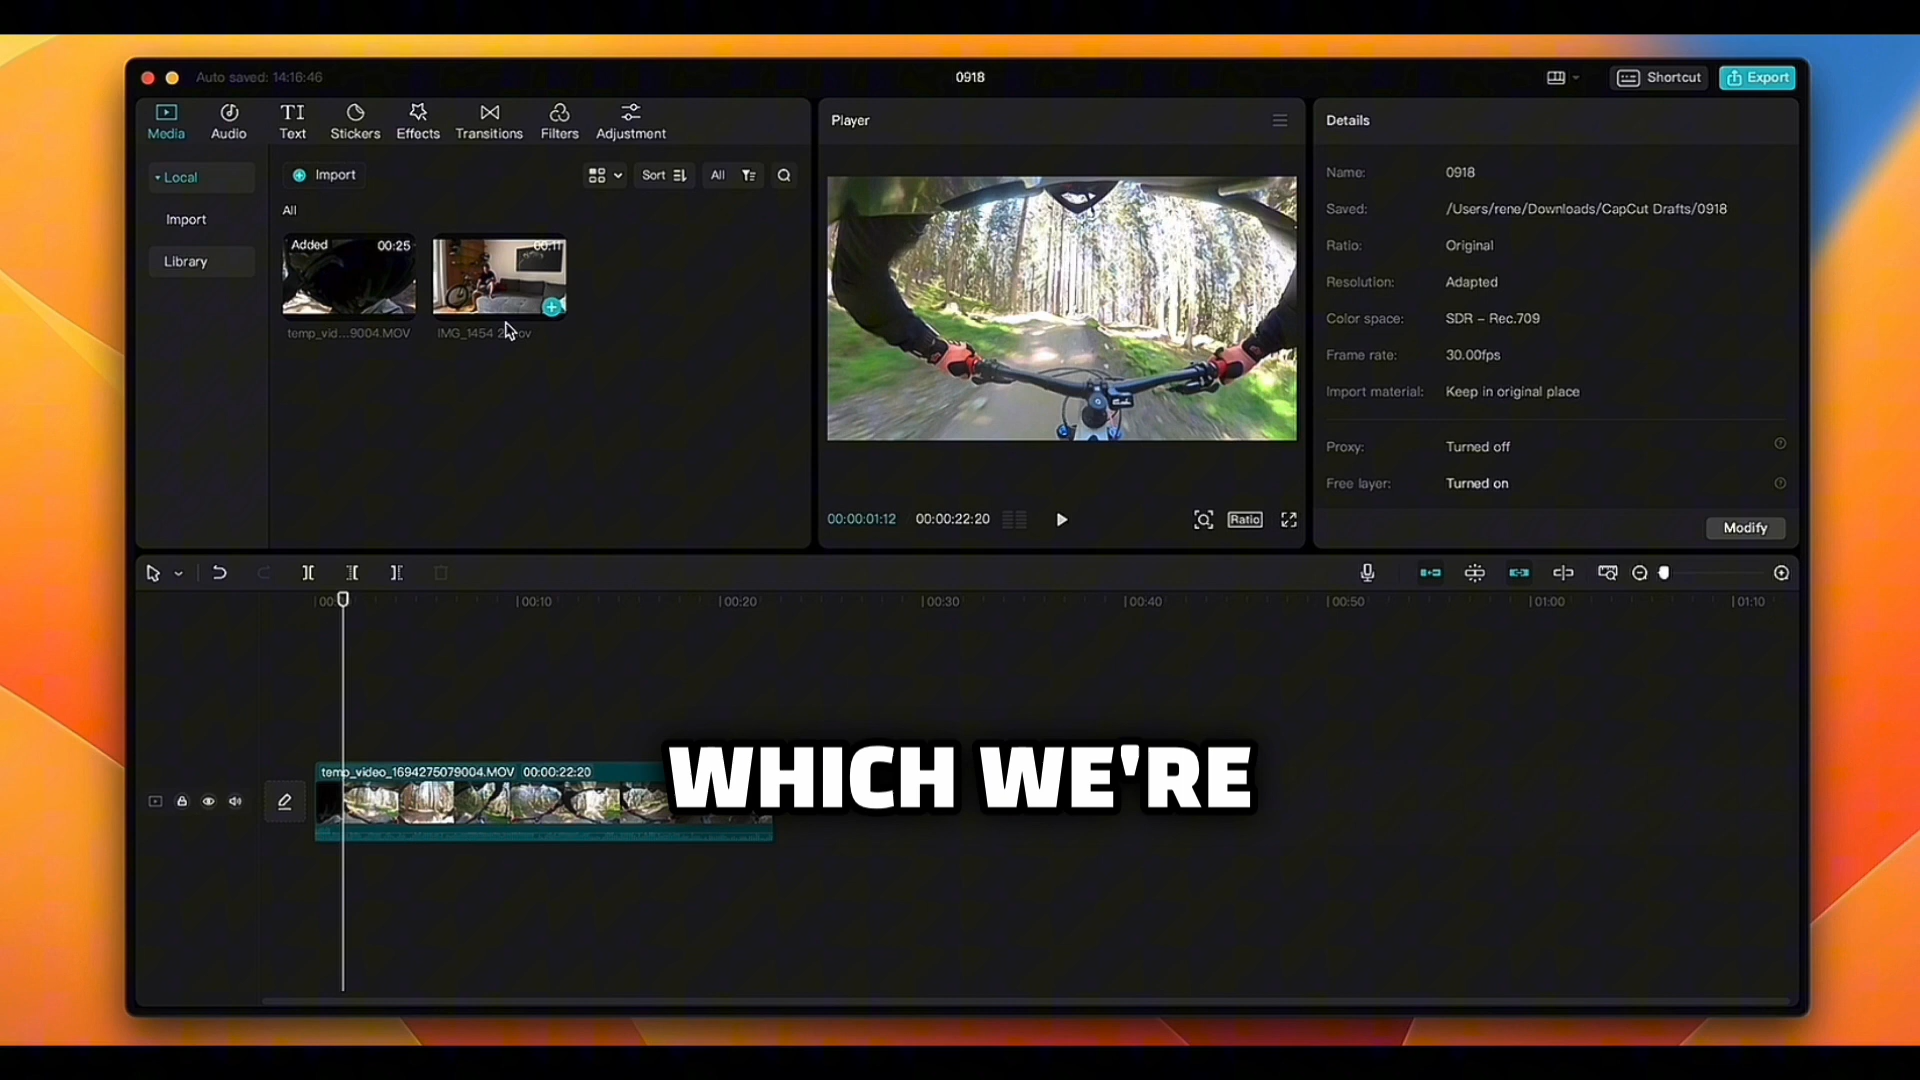 Auto saved: 14:16:46
0918
Shortcut
Export
Media
Audio
TI
Text
Stickers
Effects
Transitions
Filters
Adjustment
Player
Details
Local
Import
Library
Import
Sort
All
All
Added
00:25
00:11
temp_vid...9004.MOV
IMG_1454
Name:
0918
Saved:
/Users/rene/Downloads/CapCut Drafts/0918
Ratio:
Original
Resolution:
Adapted
Color space:
SDR – Rec.709
Frame rate:
30.00fps
Import material:
Keep in original place
Proxy:
Turned off
Free layer:
Turned on
Modify
00:00:01:12
00:00:22:20
Ratio
00:10
00:20
00:30
00:40
00:50
01:00
01:10
temp_video_1694275079004.MOV 00:00:22:20
WHICH WE'RE